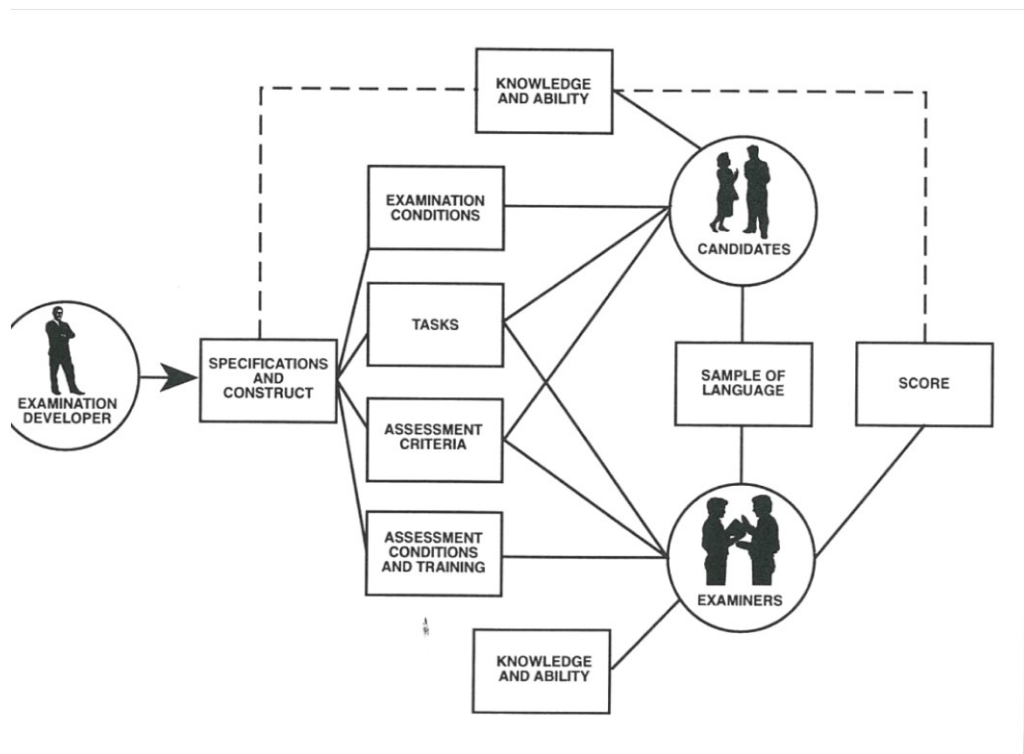 KNOWLEDGE
AND ABILITY
EXAMINATION
CONDITIONS
CANDIDATES
TASKS
SPECIFICATIONS
AND
CONSTRUCT
SAMPLE OF
LANGUAGE
SCORE
EXAMINATION
DEVELOPER
ASSESSMENT
CRITERIA
ASSESSMENT
CONDITIONS
AND TRAINING
EXAMINERS
KNOWLEDGE
AND ABILITY